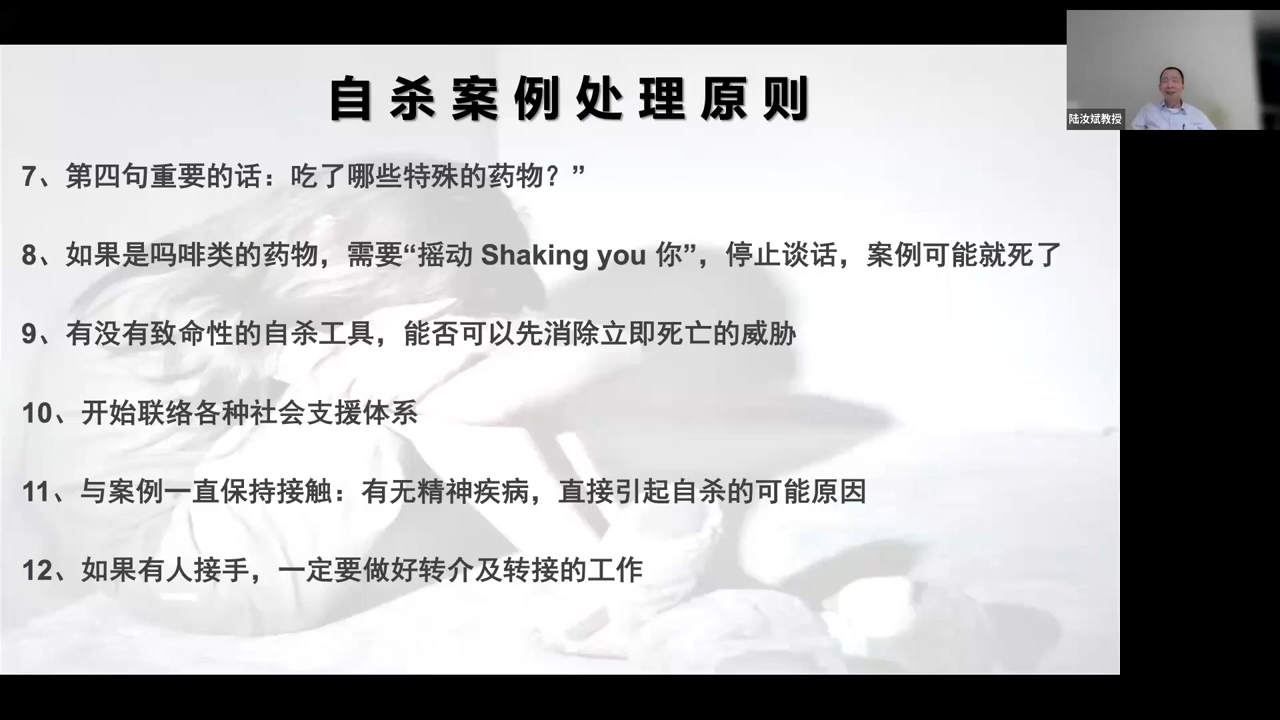 自杀案例处理原则
陆汝斌教授
7、第四句重要的话：吃了哪些特殊的药物？”
8、如果是吗啡类的药物，需要“摇动 Shaking you 你”，停止谈话，案例可能就死了
9、有没有致命性的自杀工具，能否可以先消除立即死亡的威胁
10、开始联络各种社会支援体系
11、与案例一直保持接触：有无精神疾病，直接引起自杀的可能原因
12、如果有人接手，一定要做好转介及转接的工作